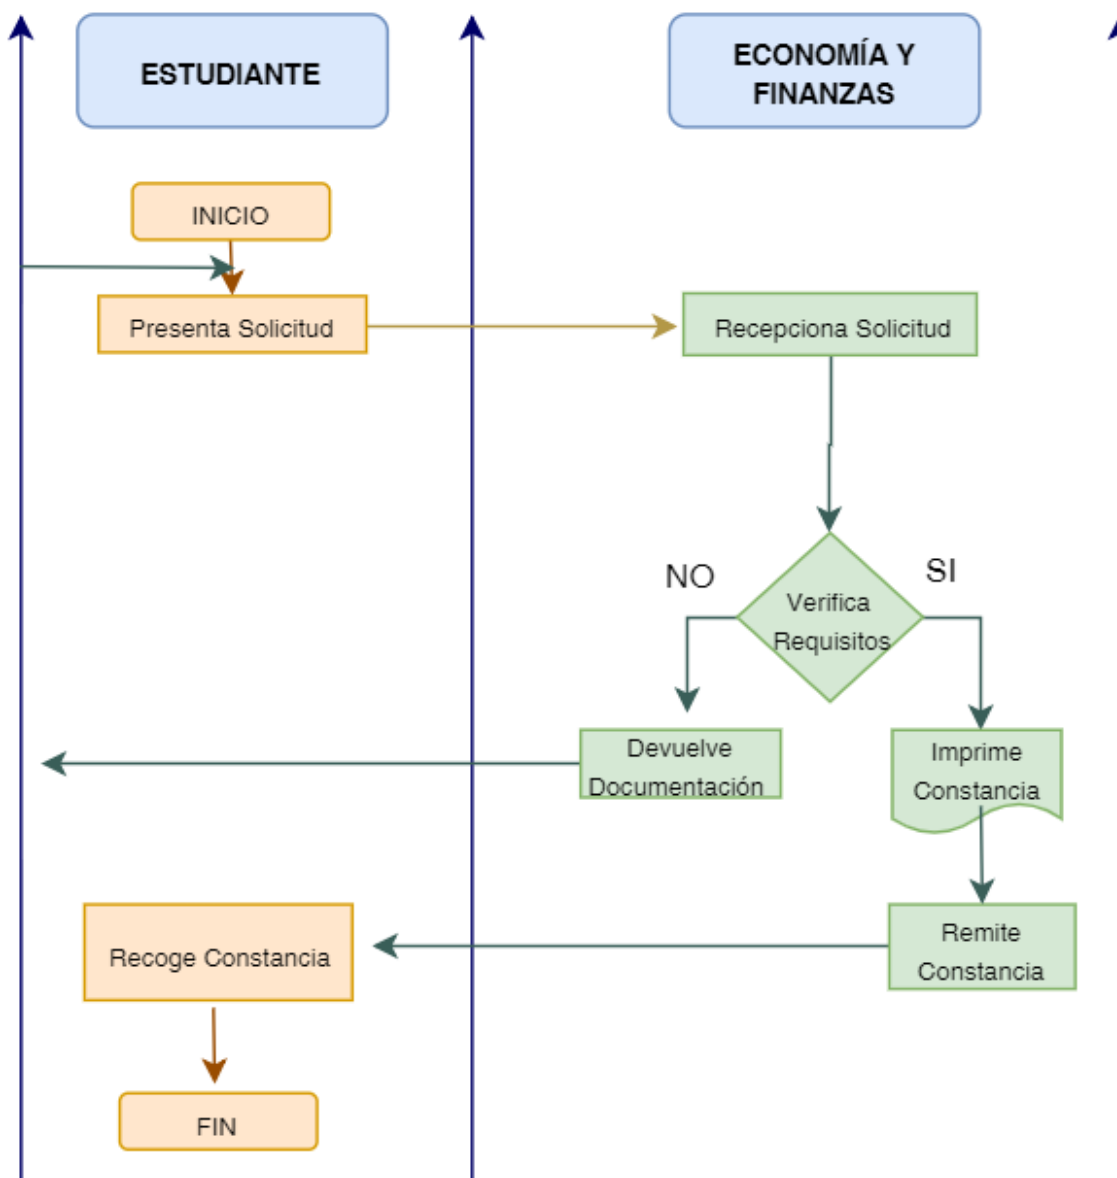 ESTUDIANTE
ECONOMÍA Y
FINANZAS
INICIO
Presenta Solicitud
Recepciona Solicitud
NO
SI
Verifica
Requisitos
Devuelve
Documentación
Imprime
Constancia
Recoge Constancia
Remite
Constancia
FIN